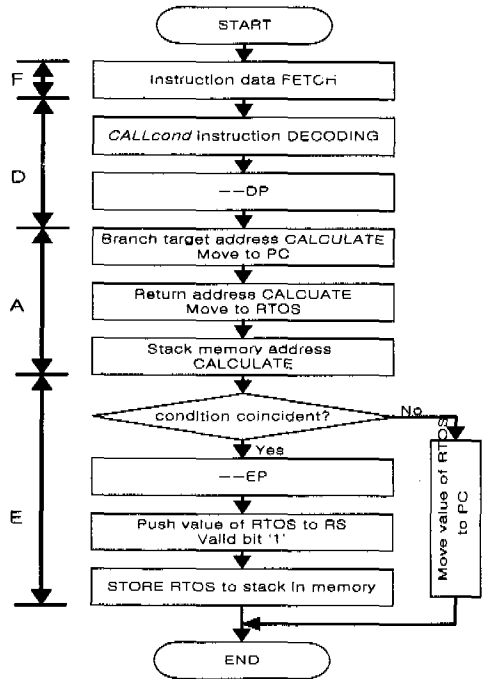 START
F
Instruction data FETCH
D
CALLcond instruction DECODING
--DP
A
Branch target address CALCULATE
Move to PC
Return address CALCUATE
Move to RTOS
Stack memory address
CALCULATE
E
condition coincident?
No
Yes
--EP
Push value of RTOS to RS
Valid bit '1'
STORE RTOS to stack in memory
Move value of RTOS
to PC
END